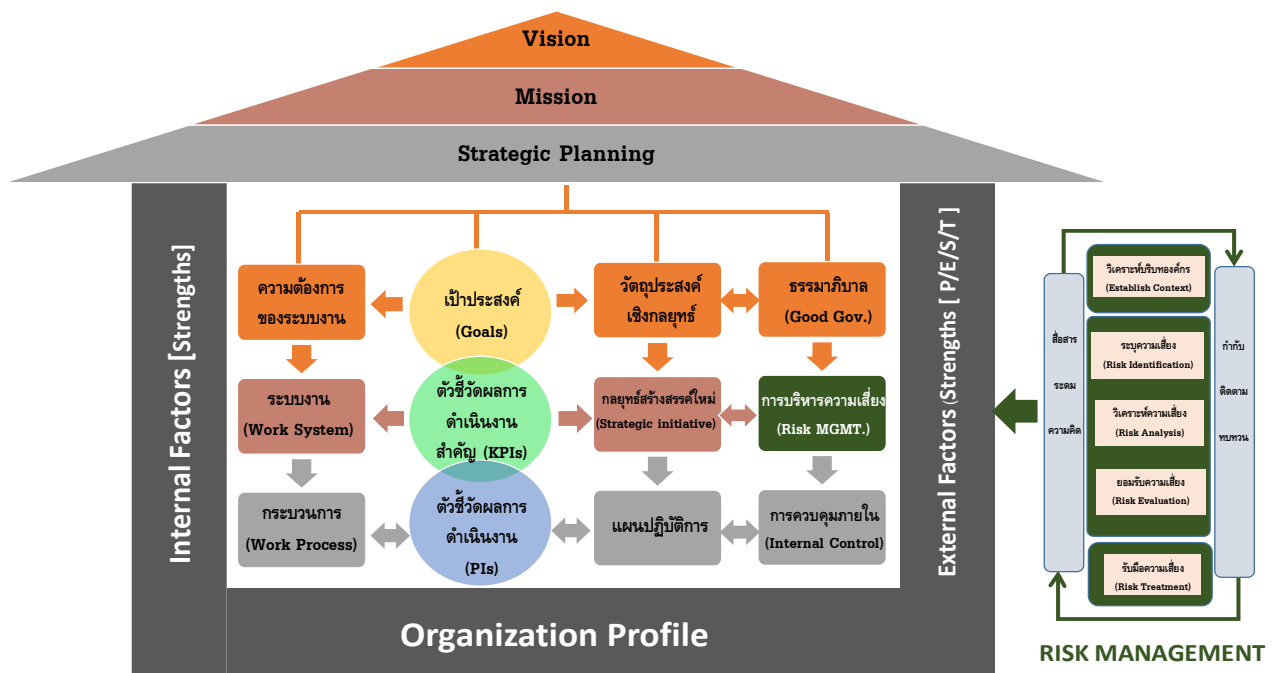 Vision
Mission
Strategic Planning
Internal Factors [Strengths]
ความต้องการ
ของระบบงาน
เป้าประสงค์
(Goals)
วัตถุประสงค์
เชิงกลยุทธ์
ธรรมาภิบาล
(Good Gov.)
ระบบงาน
(Work System)
ตัวชี้วัดผลการ
ดำเนินงาน
สำคัญ (KPIs)
กลยุทธ์สร้างสรรค์ใหม่
(Strategic initiative)
การบริหารความเสี่ยง
(Risk MGMT.)
กระบวนการ
(Work Process)
ตัวชี้วัดผลการ
ดำเนินงาน
(PIs)
แผนปฏิบัติการ
การควบคุมภายใน
(Internal Control)
External Factors (Strengths [ P/E/S/T ]
Organization Profile
สื่อสาร
ระดม
ความคิด
วิเคราะห์บริบทองค์กร
(Establish Context)
ระบุความเสี่ยง
(Risk Identification)
วิเคราะห์ความเสี่ยง
(Risk Analysis)
ยอมรับความเสี่ยง
(Risk Evaluation)
รับมือความเสี่ยง
(Risk Treatment)
กำกับ
ติดตาม
ทบทวน
RISK MANAGEMENT